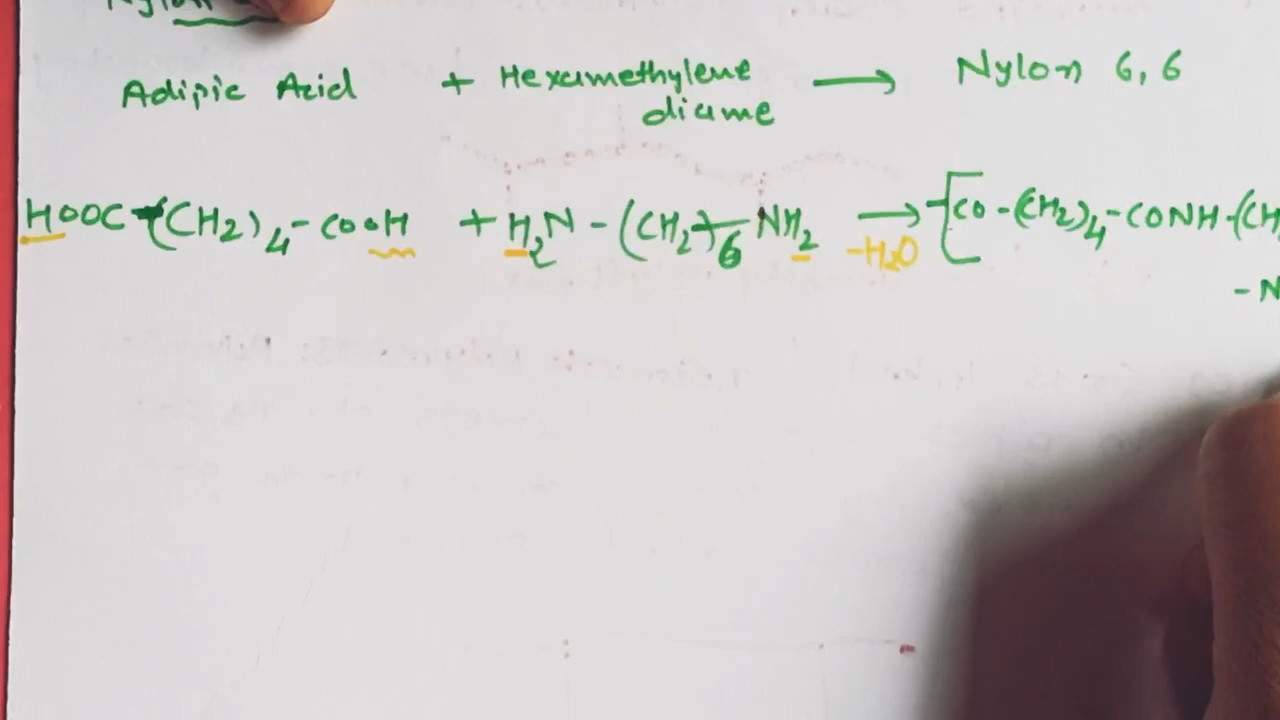 Nylon
Adipic Acid + Hexamethylene diame → Nylon 6,6
HOOC-(CH2)4-COOH + H2N-(CH2)6-NH2 → -[CO-(CH2)4-CONH-(CH
-H2O
-N